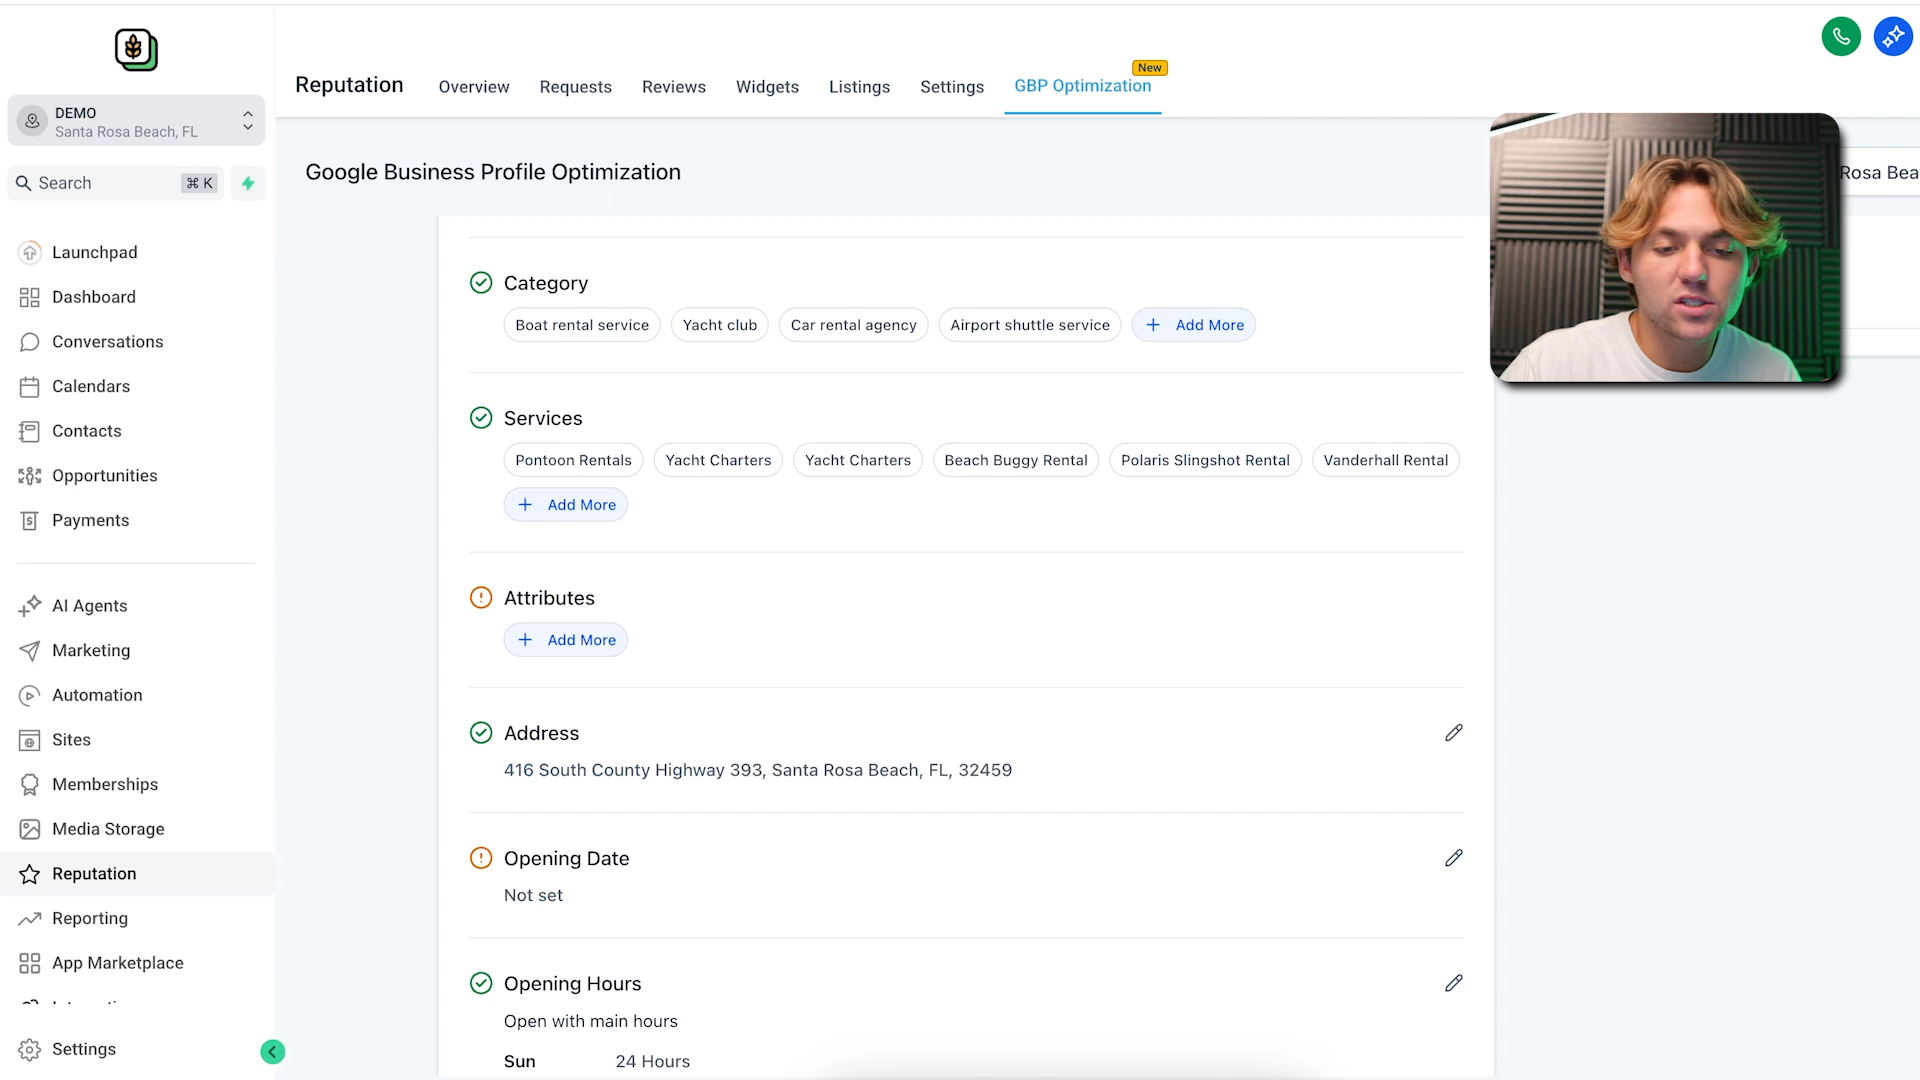 DEMO
Santa Rosa Beach, FL
Search
⌘ K
Launchpad
Dashboard
Conversations
Calendars
Contacts
Opportunities
Payments
AI Agents
Marketing
Automation
Sites
Memberships
Media Storage
Reputation
Reporting
App Marketplace
Settings
Reputation
Overview
Requests
Reviews
Widgets
Listings
Settings
GBP Optimization
New
Google Business Profile Optimization
Rosa Bea
Category
Boat rental service
Yacht club
Car rental agency
Airport shuttle service
+ Add More
Services
Pontoon Rentals
Yacht Charters
Yacht Charters
Beach Buggy Rental
Polaris Slingshot Rental
Vanderhall Rental
+ Add More
Attributes
+ Add More
Address
416 South County Highway 393, Santa Rosa Beach, FL, 32459
Opening Date
Not set
Opening Hours
Open with main hours
Sun 24 Hours